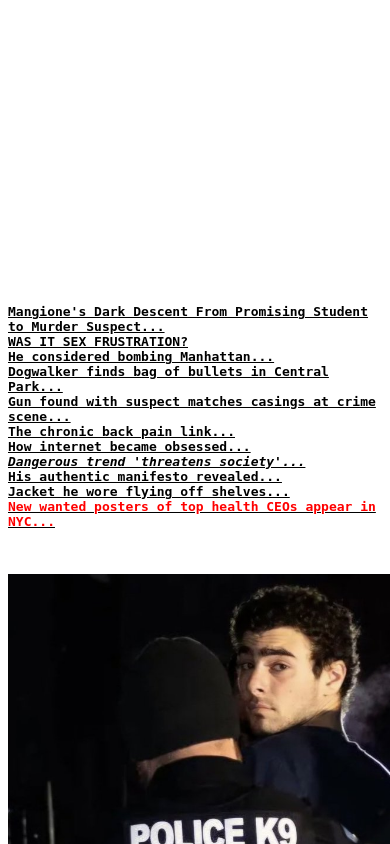 Mangione's Dark Descent From Promising Student
to Murder Suspect...
WAS IT SEX FRUSTRATION?
He considered bombing Manhattan...
Dogwalker finds bag of bullets in Central
Park...
Gun found with suspect matches casings at crime
scene...
The chronic back pain link...
How internet became obsessed...
Dangerous trend 'threatens society'...
His authentic manifesto revealed...
Jacket he wore flying off shelves...
New wanted posters of top health CEOs appear in
NYC...
POLICE K9